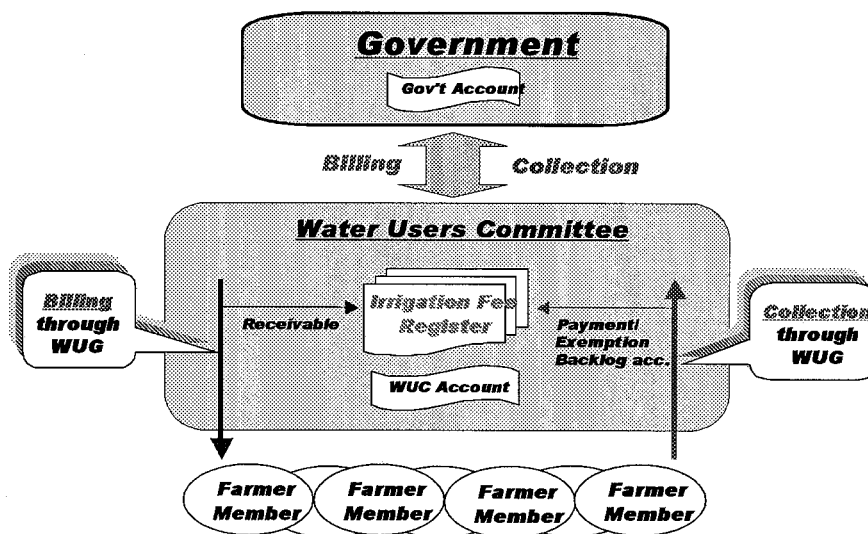 Government
Gov't Account
Billing
Collection
Water Users Committee
Billing
through
WUG
Receivable
Irrigation Fee
Register
Payment/
Exemption
Backlog acc.
Collection
through
WUG
WUC Account
Farmer
Member
Farmer
Member
Farmer
Member
Farmer
Member